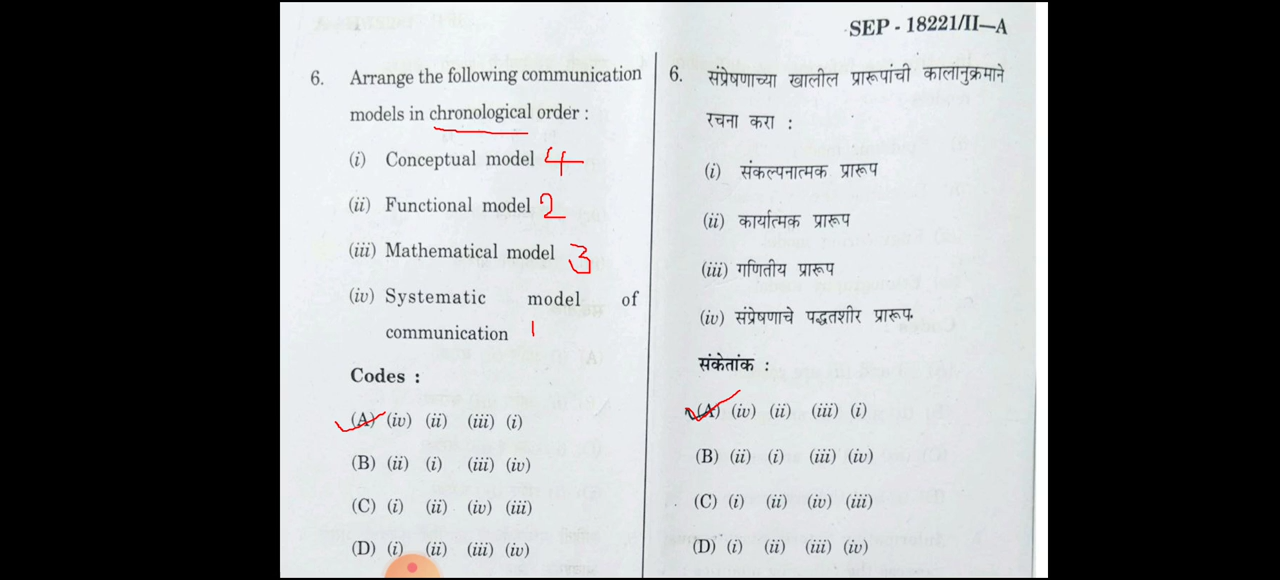 SEP - 18221/II—A
6. Arrange the following communication
models in chronological order :
(i) Conceptual model 4
(ii) Functional model 2
(iii) Mathematical model 3
(iv) Systematic model of
communication 1
Codes :
(A) (iv) (ii) (iii) (i)
(B) (ii) (i) (iii) (iv)
(C) (i) (ii) (iv) (iii)
(D) (i) (ii) (iii) (iv)
6. संप्रेषणाच्या खालील प्रारूपांची कालानुक्रमाने
रचना करा :
(i) संकल्पनात्मक प्रारूप
(ii) कार्यात्मक प्रारूप
(iii) गणितीय प्रारूप
(iv) संप्रेषणाचे पद्धतशीर प्रारूप
संकेतांक :
(A) (iv) (ii) (iii) (i)
(B) (ii) (i) (iii) (iv)
(C) (i) (ii) (iv) (iii)
(D) (i) (ii) (iii) (iv)